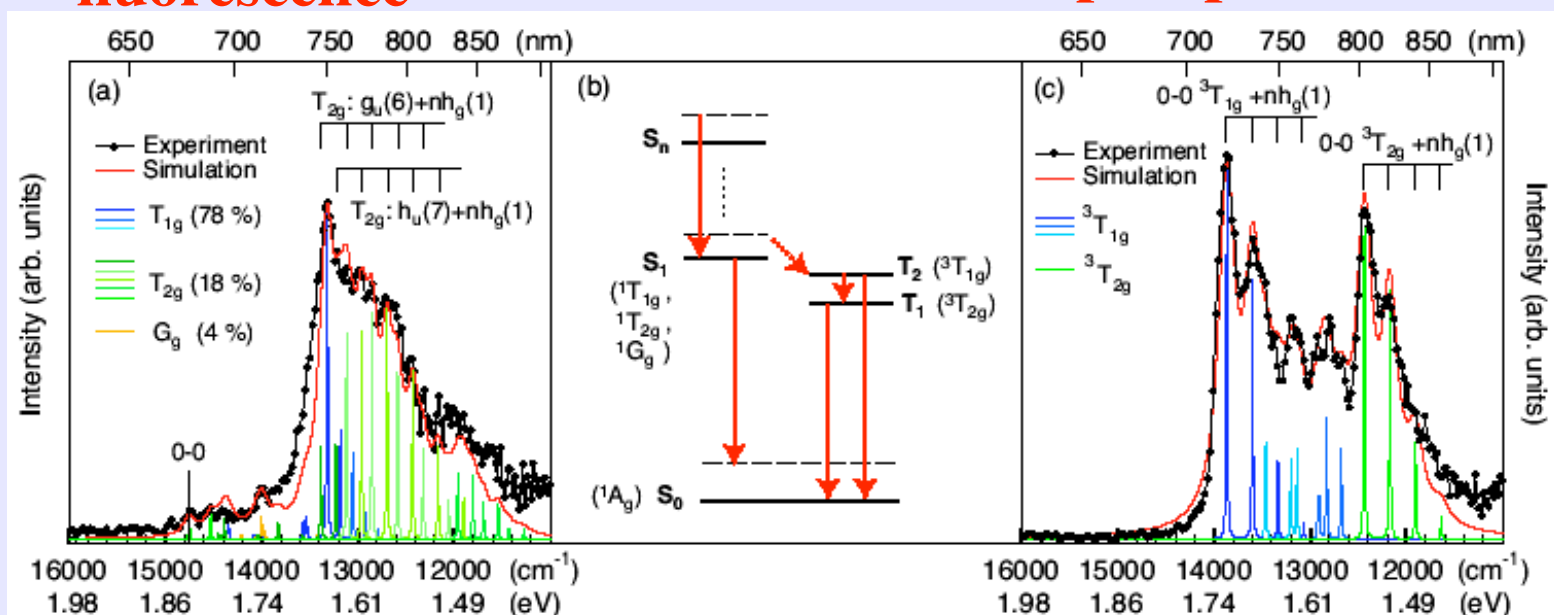 fluorescence
650 700 750 800 850 (nm)
(a)
T2g: gu(6)+nhg(1)
Experiment
Simulation
T2g: hu(7)+nhg(1)
T1g (78 %)
T2g (18 %)
Gg (4 %)
0-0
Intensity (arb. units)
16000 15000 14000 13000 12000 (cm-1)
1.98 1.86 1.74 1.61 1.49 (eV)
(b)
Sn
S1
(1T1g,
1T2g,
1Gg)
T2 (3T1g)
T1 (3T2g)
(1Ag) S0
650 700 750 800 850 (nm)
(c)
0-0 3T1g +nhg(1)
0-0 3T2g +nhg(1)
Experiment
Simulation
3T1g
3T2g
Intensity (arb. units)
16000 15000 14000 13000 12000 (cm-1)
1.98 1.86 1.74 1.61 1.49 (eV)